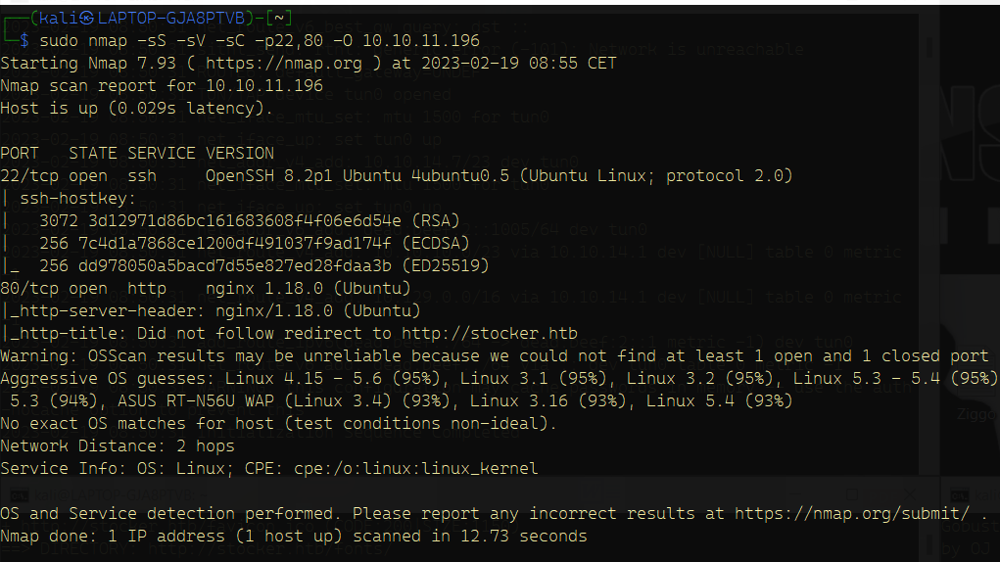 (kali㉿LAPTOP-GJA8PTVB)-[~]
$ sudo nmap -sS -sV -sC -p22,80 -O 10.10.11.196
Starting Nmap 7.93 ( https://nmap.org ) at 2023-02-19 08:55 CET
Nmap scan report for 10.10.11.196
Host is up (0.029s latency).
PORT   STATE SERVICE VERSION
22/tcp open  ssh     OpenSSH 8.2p1 Ubuntu 4ubuntu0.5 (Ubuntu Linux; protocol 2.0)
| ssh-hostkey:
|   3072 3d12971d86bc161683608f4f06e6d54e (RSA)
|   256 7c4d1a7868ce1200df491037f9ad174f (ECDSA)
|_  256 dd978050a5bacd7d55e827ed28fdaa3b (ED25519)
80/tcp open  http    nginx 1.18.0 (Ubuntu)
|_http-server-header: nginx/1.18.0 (Ubuntu)
|_http-title: Did not follow redirect to http://stocker.htb
Warning: OSScan results may be unreliable because we could not find at least 1 open and 1 closed port
Aggressive OS guesses: Linux 4.15 - 5.6 (95%), Linux 3.1 (95%), Linux 3.2 (95%), Linux 5.3 - 5.4 (95%)
5.3 (94%), ASUS RT-N56U WAP (Linux 3.4) (93%), Linux 3.16 (93%), Linux 5.4 (93%)
No exact OS matches for host (test conditions non-ideal).
Network Distance: 2 hops
Service Info: OS: Linux; CPE: cpe:/o:linux:linux_kernel
OS and Service detection performed. Please report any incorrect results at https://nmap.org/submit/ .
Nmap done: 1 IP address (1 host up) scanned in 12.73 seconds